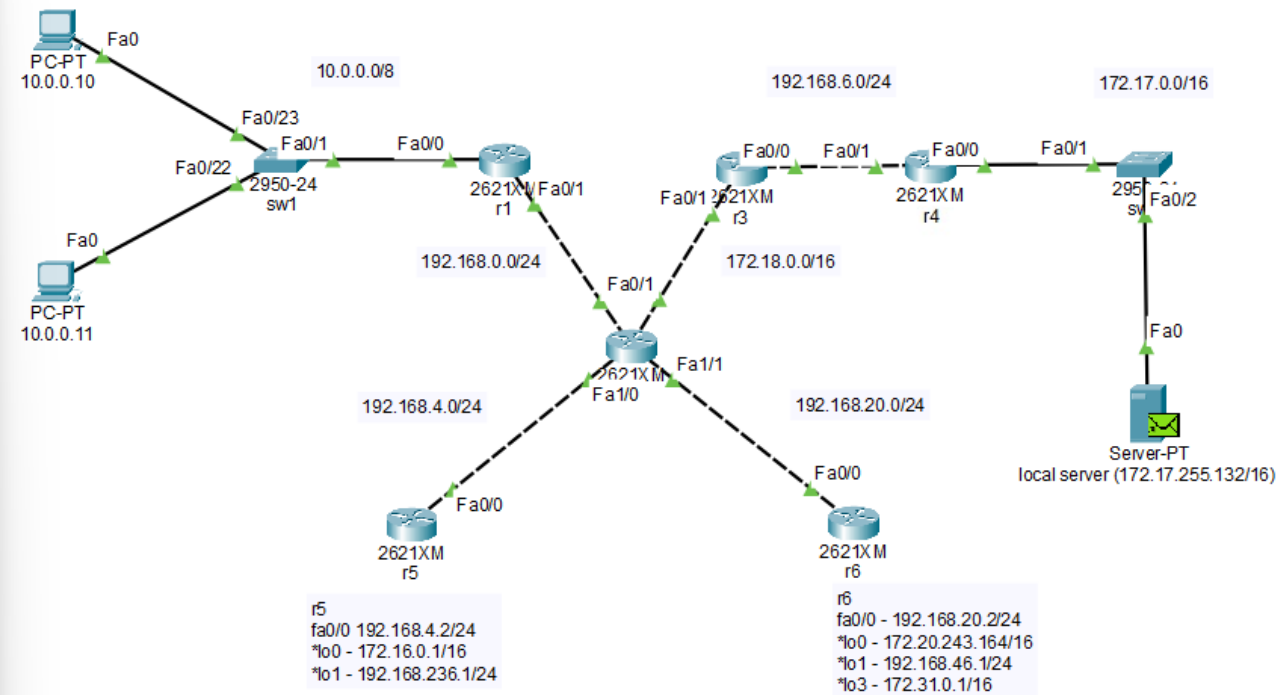 Fa0
PC-PT
10.0.0.10
10.0.0.0/8
192.168.6.0/24
172.17.0.0/16
Fa0/23
Fa0/1
Fa0/0
Fa0/22
2950-24
sw1
2621XM
r1
Fa0/1
Fa0/0
Fa0/1
2621XM
r3
Fa0/1
Fa0/0
2621XM
r4
Fa0/1
Fa0/2
Fa0
PC-PT
10.0.0.11
192.168.0.0/24
172.18.0.0/16
Fa0/1
2621XM
Fa1/0
Fa1/1
192.168.4.0/24
192.168.20.0/24
Fa0
Server-PT
local server (172.17.255.132/16)
Fa0/0
2621XM
r5
Fa0/0
2621XM
r6
r5
fa0/0 192.168.4.2/24
*lo0 - 172.16.0.1/16
*lo1 - 192.168.236.1/24
r6
fa0/0 - 192.168.20.2/24
*lo0 - 172.20.243.164/16
*lo1 - 192.168.46.1/24
*lo3 - 172.31.0.1/16